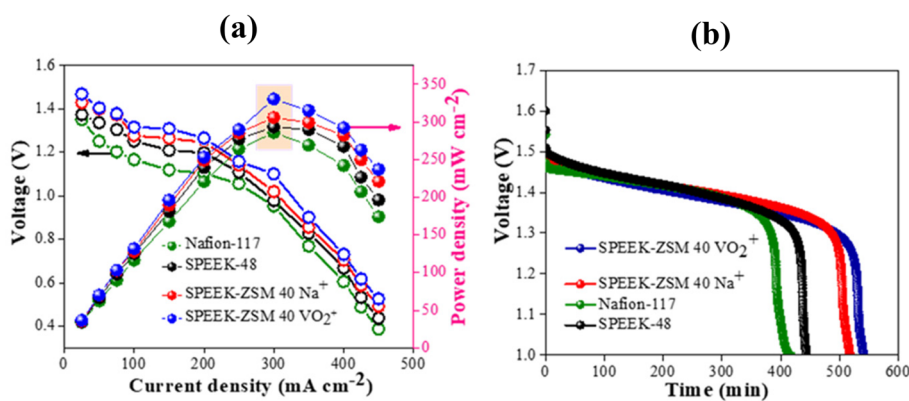 (a)
(b)
1.6
1.4
1.2
1.0
0.8
0.6
0.4
Voltage (V)
350
300
250
200
150
100
50
0
Power density (mW cm-2)
Nafion-117
SPEEK-48
SPEEK-ZSM 40 Na+
SPEEK-ZSM 40 VO2+
0 100 200 300 400 500
Current density (mA cm-2)
1.7
1.6
1.5
1.4
1.3
1.2
1.1
1.0
Voltage (V)
SPEEK-ZSM 40 VO2+
SPEEK-ZSM 40 Na+
Nafion-117
SPEEK-48
0 100 200 300 400 500 600
Time (min)